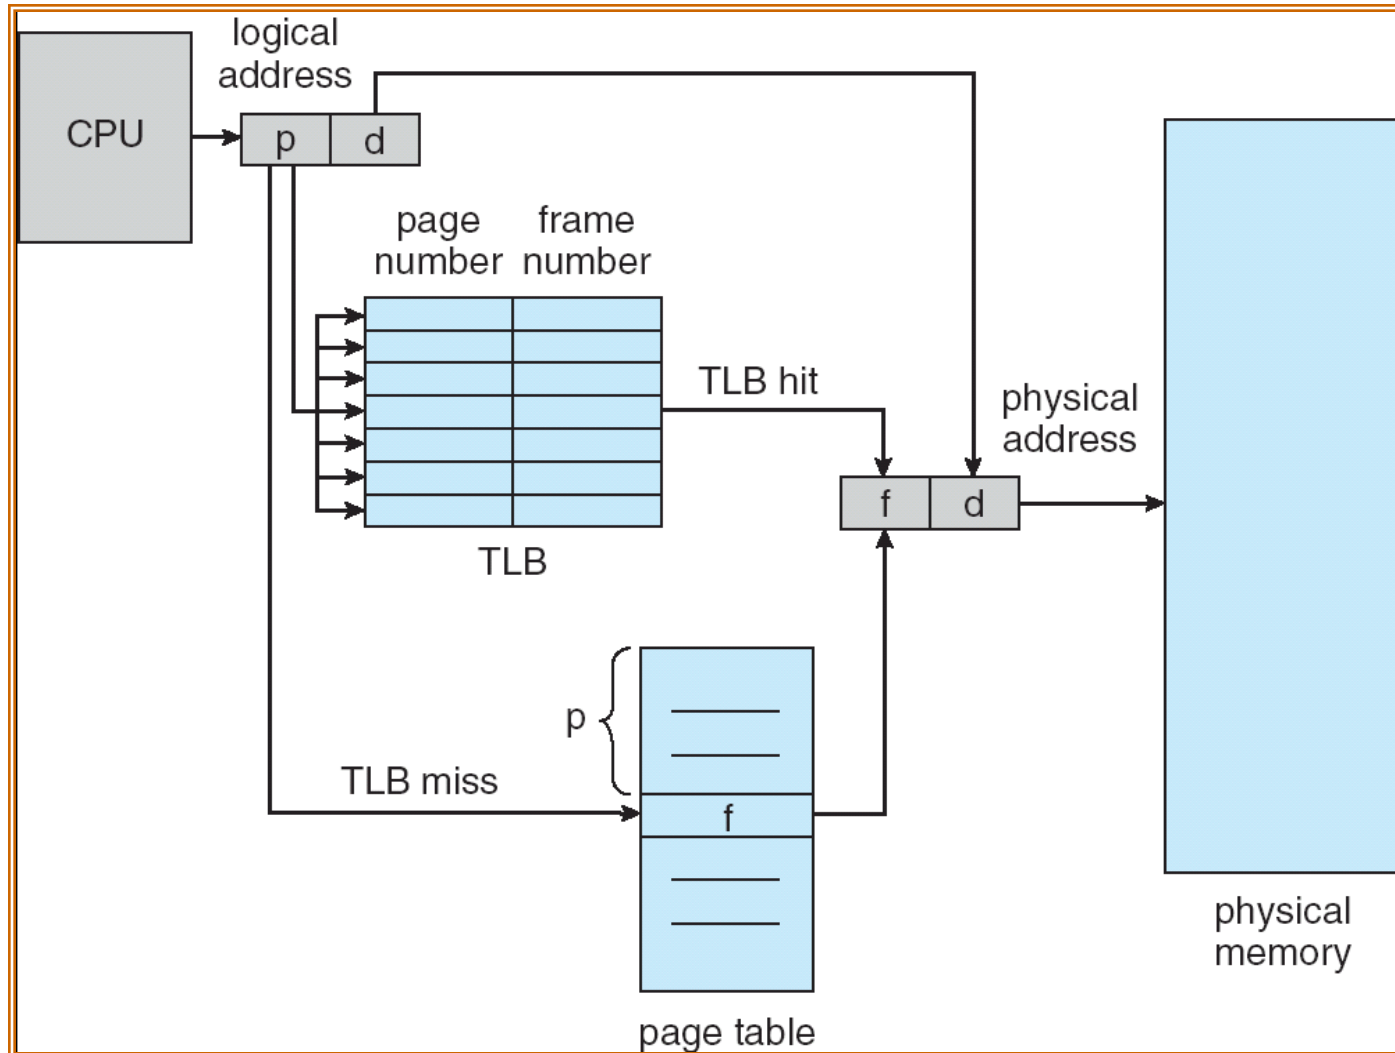 logical
address
CPU
p
d
page
number
frame
number
TLB hit
physical
address
f
d
TLB
p
TLB miss
f
physical
memory
page table